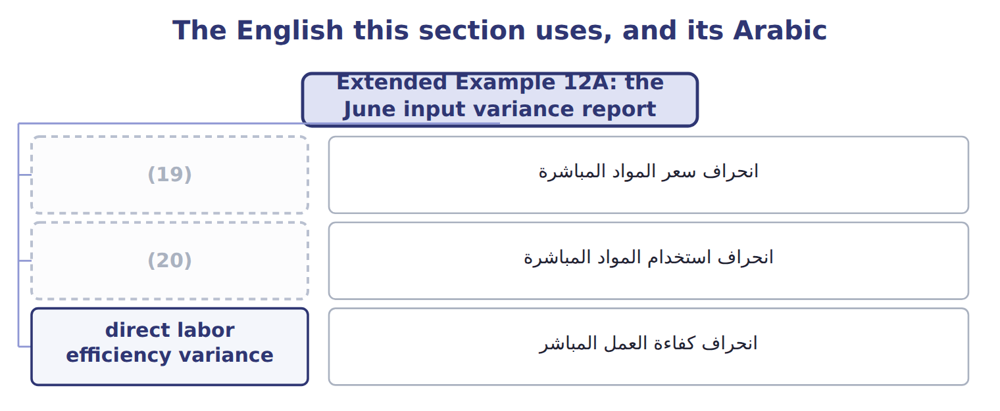 The English this section uses, and its Arabic
Extended Example 12A: the
June input variance report
(19)
انحراف سعر المواد المباشرة
(20)
انحراف استخدام المواد المباشرة
direct labor
efficiency variance
انحراف كفاءة العمل المباشر